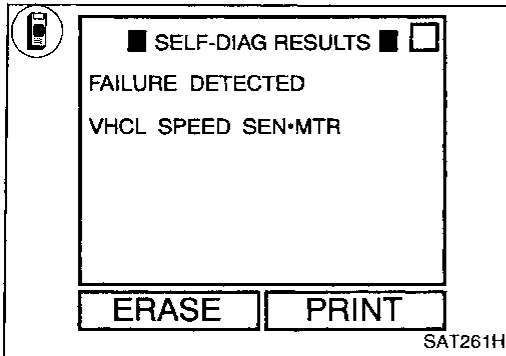 ■ SELF-DIAG RESULTS ■ □
FAILURE DETECTED
VHCL SPEED SEN•MTR
ERASE PRINT
SAT261H